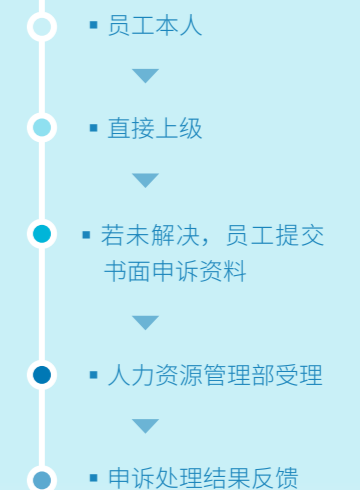 ▪ 员工本人
▪ 直接上级
▪ 若未解决，员工提交
书面申诉资料
▪ 人力资源管理部受理
▪ 申诉处理结果反馈